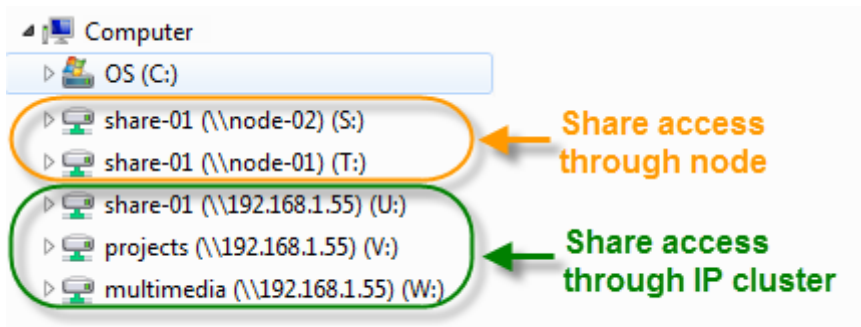 Computer
OS (C:)
share-01 (\\node-02) (S:)
share-01 (\\node-01) (T:)
Share access
through node
share-01 (\\192.168.1.55) (U:)
projects (\\192.168.1.55) (V:)
multimedia (\\192.168.1.55) (W:)
Share access
through IP cluster